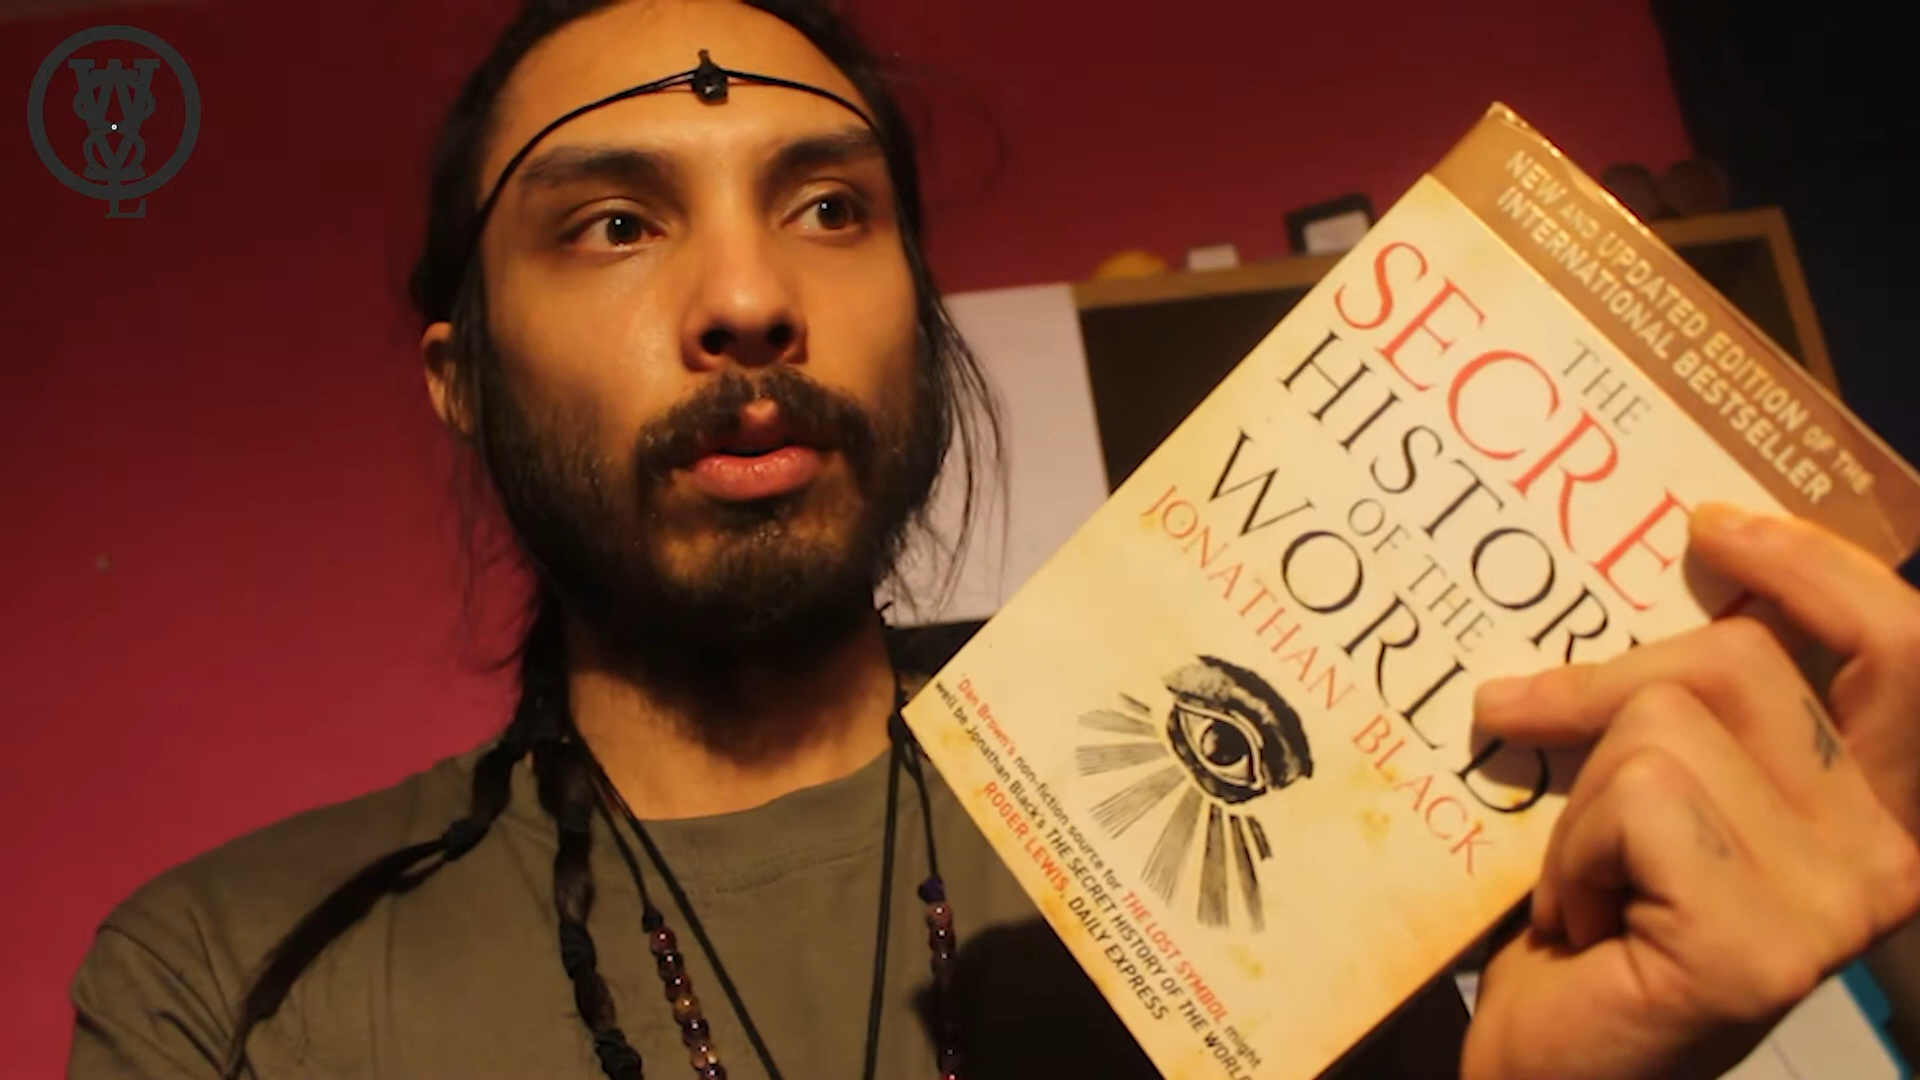 NEW AND UPDATED EDITION OF THE
INTERNATIONAL BESTSELLER
THE
SECRE
HISTORY
OF THE
WORLD
JONATHAN BLACK
'Dan Brown's non-fiction source for THE LOST SYMBOL might
well be Jonathan Black's THE SECRET HISTORY OF THE WORLD
ROGER LEWIS, DAILY EXPRESS